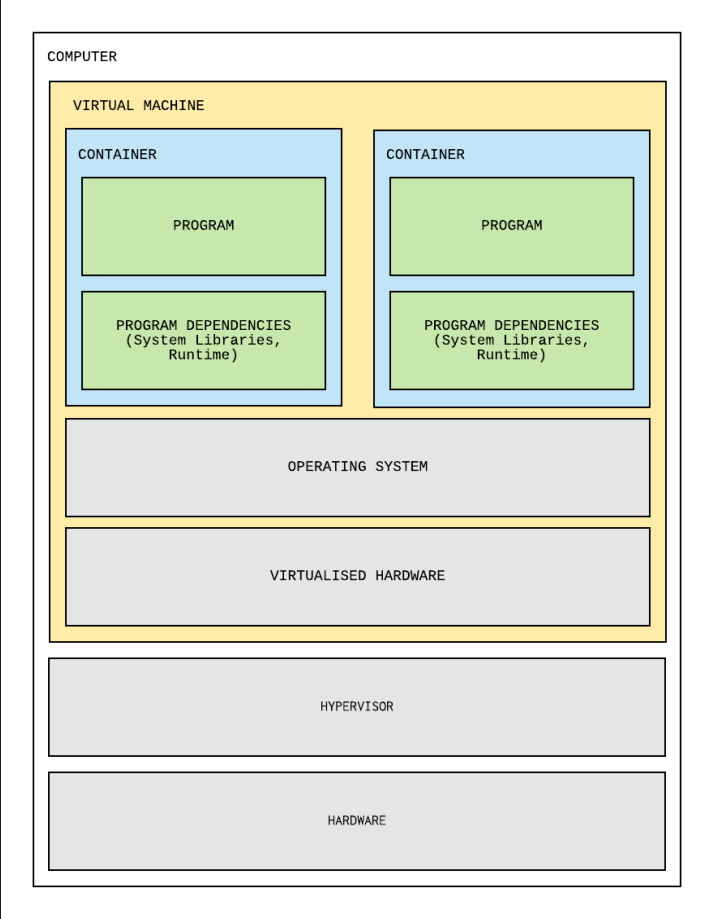 COMPUTER
VIRTUAL MACHINE
CONTAINER
CONTAINER
PROGRAM
PROGRAM
PROGRAM DEPENDENCIES
(System Libraries,
Runtime)
PROGRAM DEPENDENCIES
(System Libraries,
Runtime)
OPERATING SYSTEM
VIRTUALISED HARDWARE
HYPERVISOR
HARDWARE